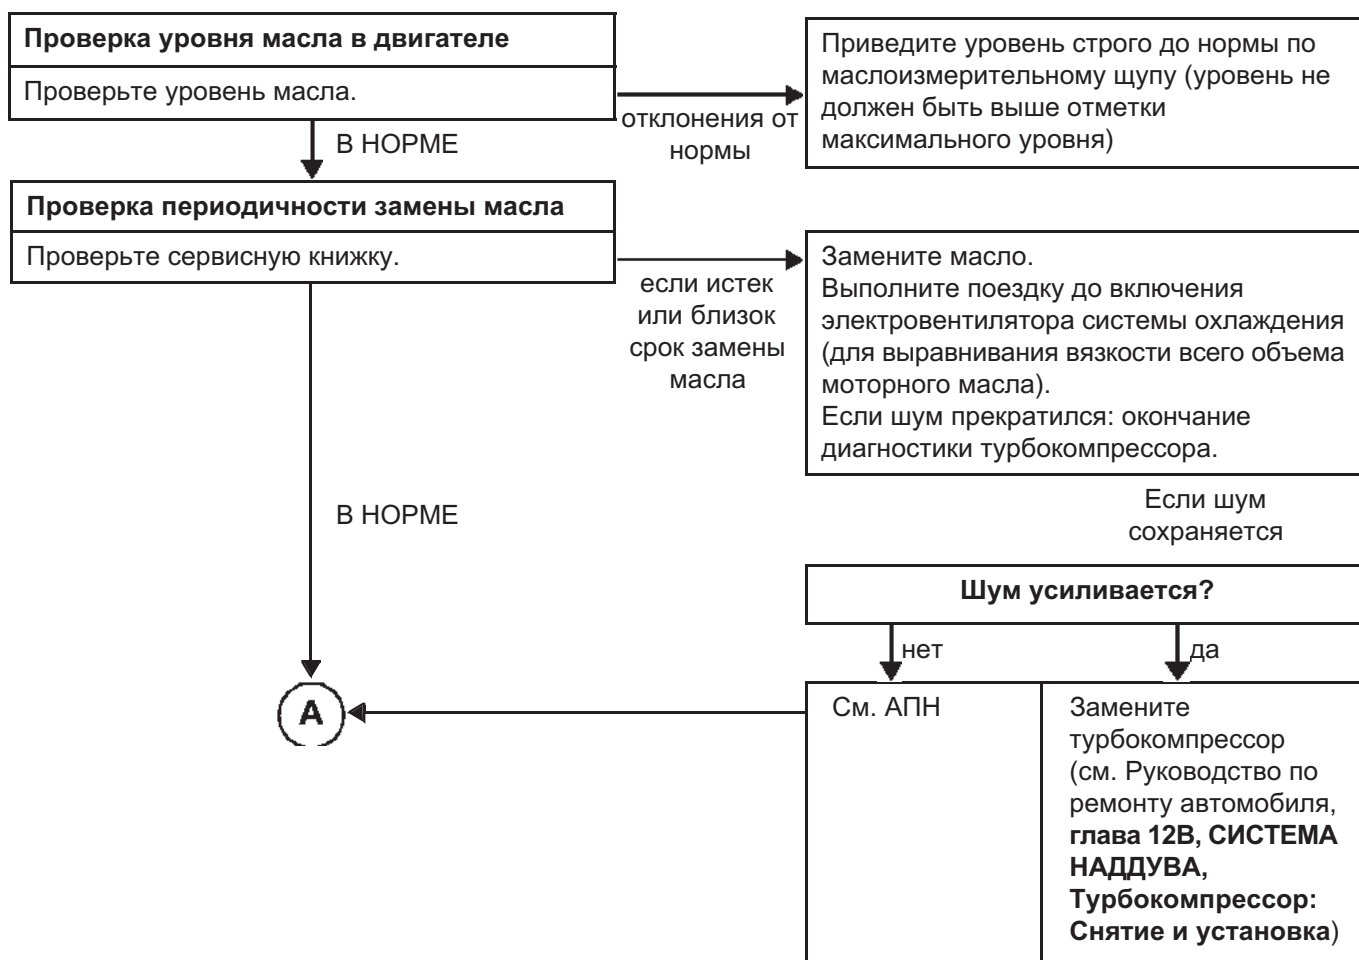 Проверка уровня масла в двигателе
Проверьте уровень масла.
отклонения от
нормы
Приведите уровень строго до нормы по
маслоизмерительному щупу (уровень не
должен быть выше отметки
максимального уровня)
В НОРМЕ
Проверка периодичности замены масла
Проверьте сервисную книжку.
если истек
или близок
срок замены
масла
Замените масло.
Выполните поездку до включения
электровентилятора системы охлаждения
(для выравнивания вязкости всего объема
моторного масла).
Если шум прекратился: окончание
диагностики турбокомпрессора.
Если шум
сохраняется
В НОРМЕ
Шум усиливается?
нет
да
А
См. АПН
Замените
турбокомпрессор
(см. Руководство по
ремонту автомобиля,
глава 12В, СИСТЕМА
НАДДУВА,
Турбокомпрессор:
Снятие и установка)